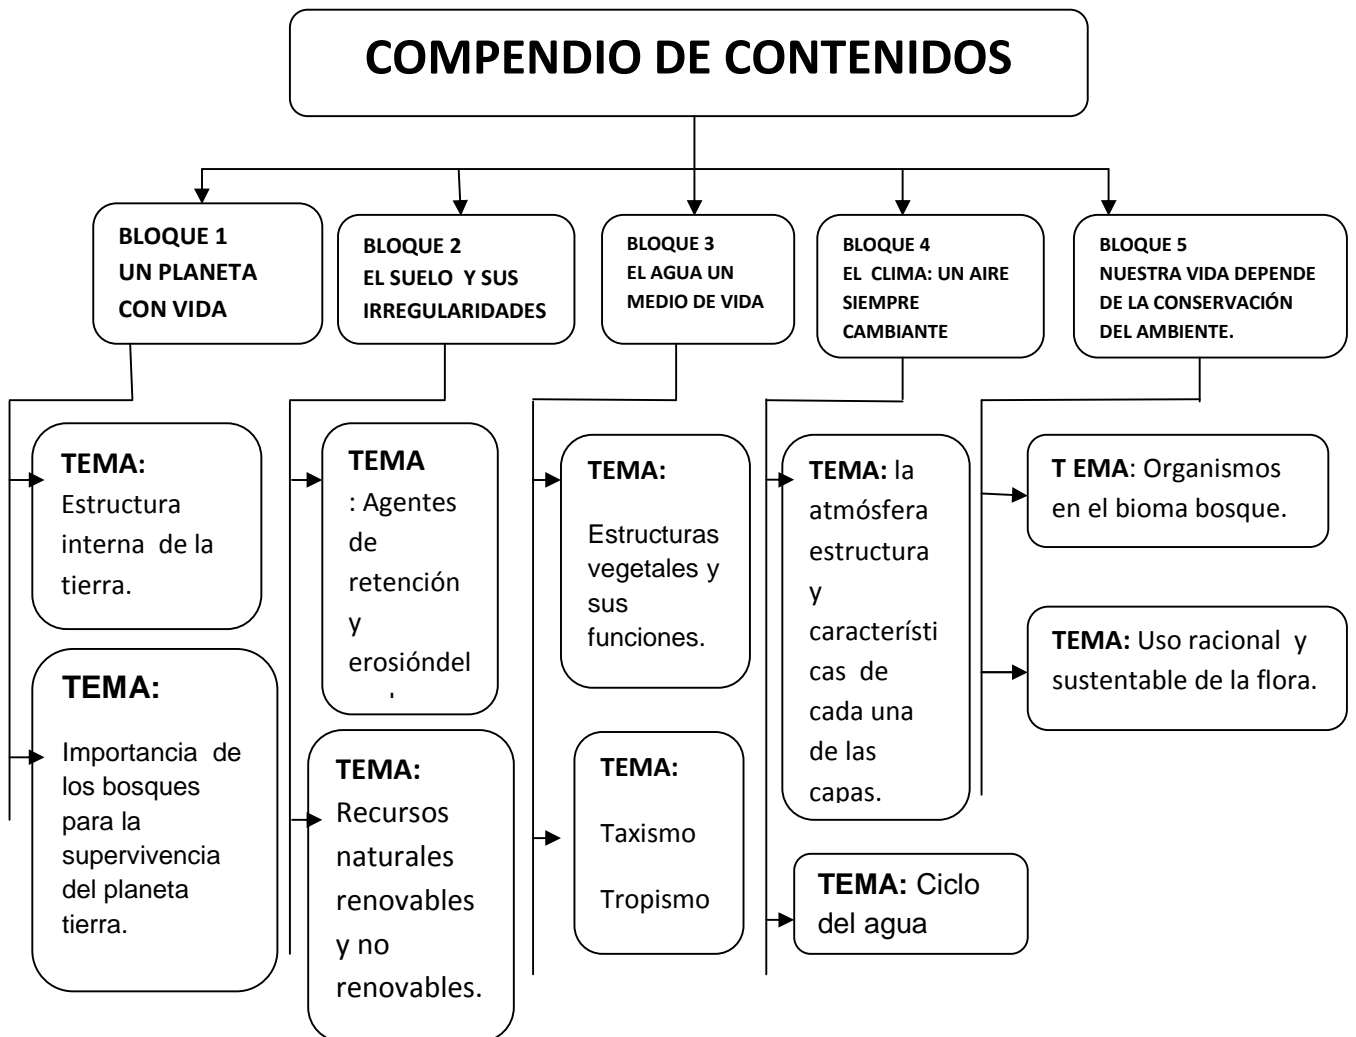 COMPENDIO DE CONTENIDOS
BLOQUE 1
UN PLANETA
CON VIDA
BLOQUE 2
EL SUELO Y SUS
IRREGULARIDADES
BLOQUE 3
EL AGUA UN
MEDIO DE VIDA
BLOQUE 4
EL CLIMA: UN AIRE
SIEMPRE
CAMBIANTE
BLOQUE 5
NUESTRA VIDA DEPENDE
DE LA CONSERVACIÓN
DEL AMBIENTE.
TEMA:
Estructura
interna de la
tierra.
TEMA:
Importancia de
los bosques
para la
supervivencia
del planeta
tierra.
TEMA
: Agentes
de
retención
y
erosióndel
TEMA:
Recursos
naturales
renovables
y no
renovables.
TEMA:
Estructuras
vegetales y
sus
funciones.
TEMA:
Taxismo
Tropismo
TEMA: la
atmósfera
estructura
y
característi
cas de
cada una
de las
capas.
TEMA: Ciclo
del agua
T EMA: Organismos
en el bioma bosque.
TEMA: Uso racional y
sustentable de la flora.